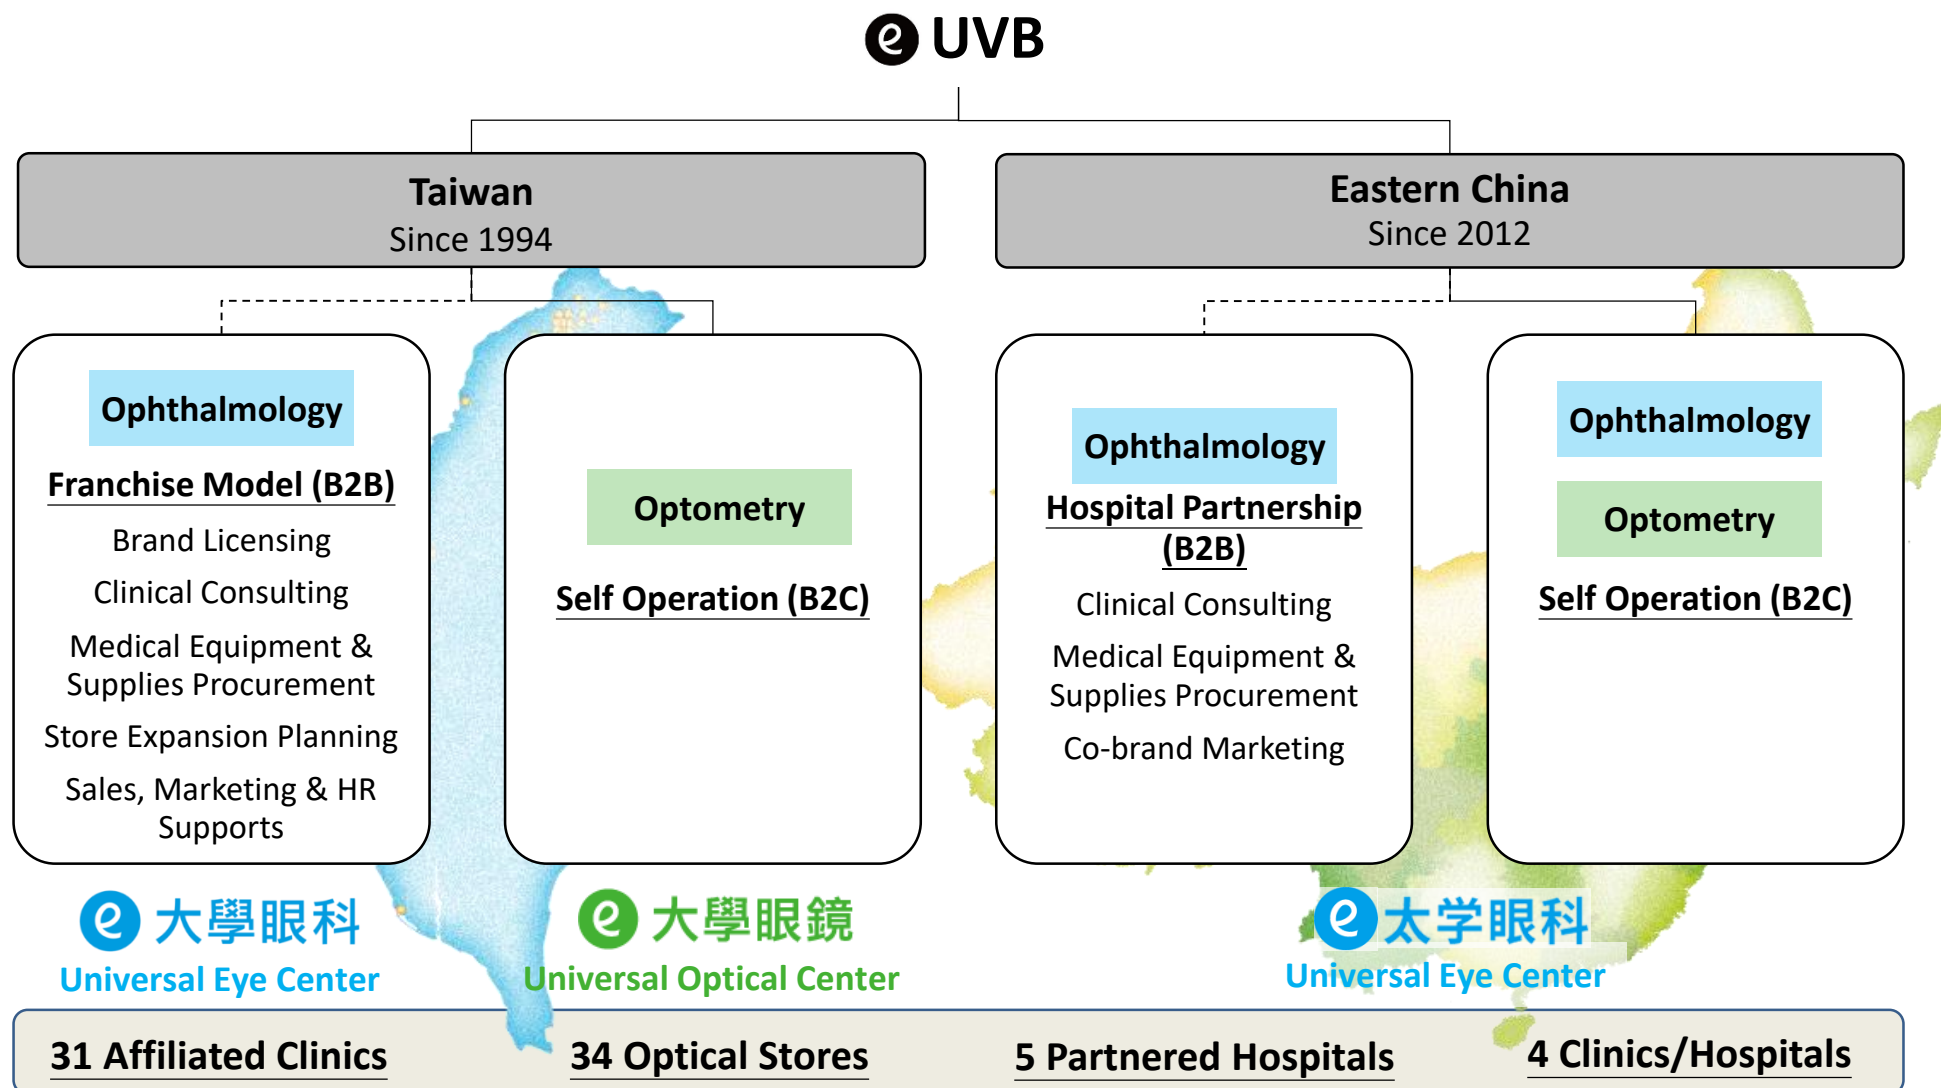 e UVB
Taiwan
Since 1994
Eastern China
Since 2012
Ophthalmology
Franchise Model (B2B)
Brand Licensing
Clinical Consulting
Medical Equipment &
Supplies Procurement
Store Expansion Planning
Sales, Marketing & HR
Supports
Optometry
Self Operation (B2C)
Ophthalmology
Hospital Partnership
(B2B)
Clinical Consulting
Medical Equipment &
Supplies Procurement
Co-brand Marketing
Ophthalmology
Optometry
Self Operation (B2C)
e 大學眼科
Universal Eye Center
e 大學眼鏡
Universal Optical Center
e 太学眼科
Universal Eye Center
31 Affiliated Clinics
34 Optical Stores
5 Partnered Hospitals
4 Clinics/Hospitals